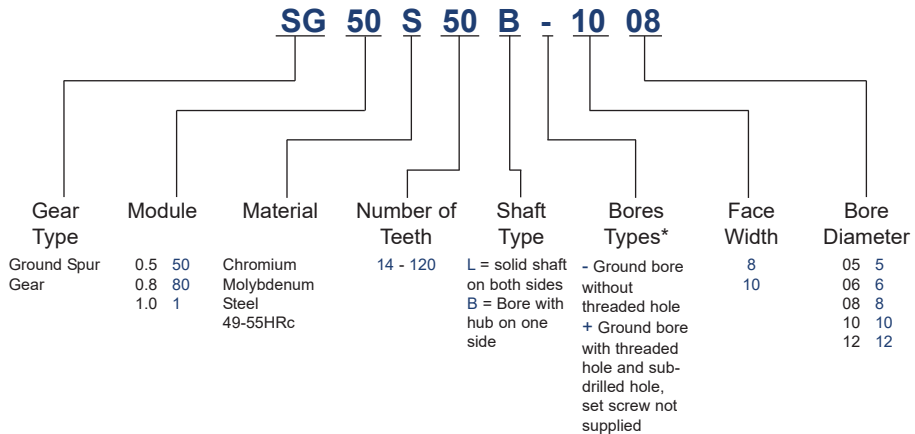 SG 50 S 50 B - 10 08
Gear
Type
Ground Spur
Gear
Module
0.5 50
0.8 80
1.0 1
Material
Chromium
Molybdenum
Steel
49-55HRc
Number of
Teeth
14 - 120
Shaft
Type
L = solid shaft
on both sides
B = Bore with
hub on one
side
Bores
Types*
- Ground bore
without
threaded hole
+ Ground bore
with threaded
hole and sub-
drilled hole,
set screw not
supplied
Face
Width
8
10
Bore
Diameter
05 5
06 6
08 8
10 10
12 12